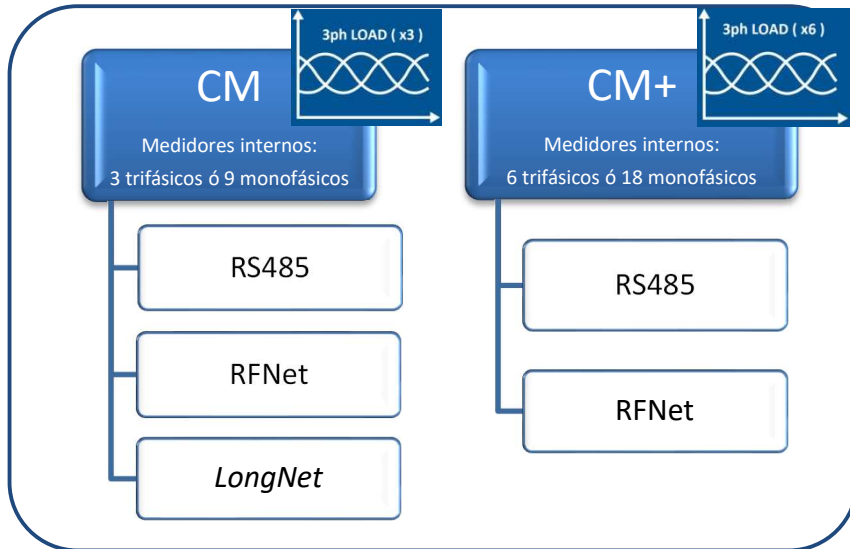 3ph LOAD ( x3 )
CM
Medidores internos:
3 trifásicos ó 9 monofásicos
RS485
RFNet
LongNet
3ph LOAD ( x6 )
CM+
Medidores internos:
6 trifásicos ó 18 monofásicos
RS485
RFNet